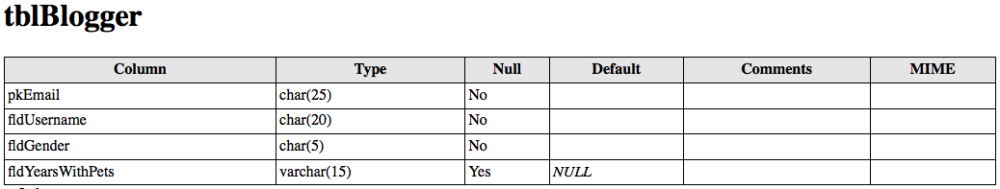 tblBlogger
Column Type Null Default Comments MIME
pkEmail char(25) No
fldUsername char(20) No
fldGender char(5) No
fldYearsWithPets varchar(15) Yes NULL